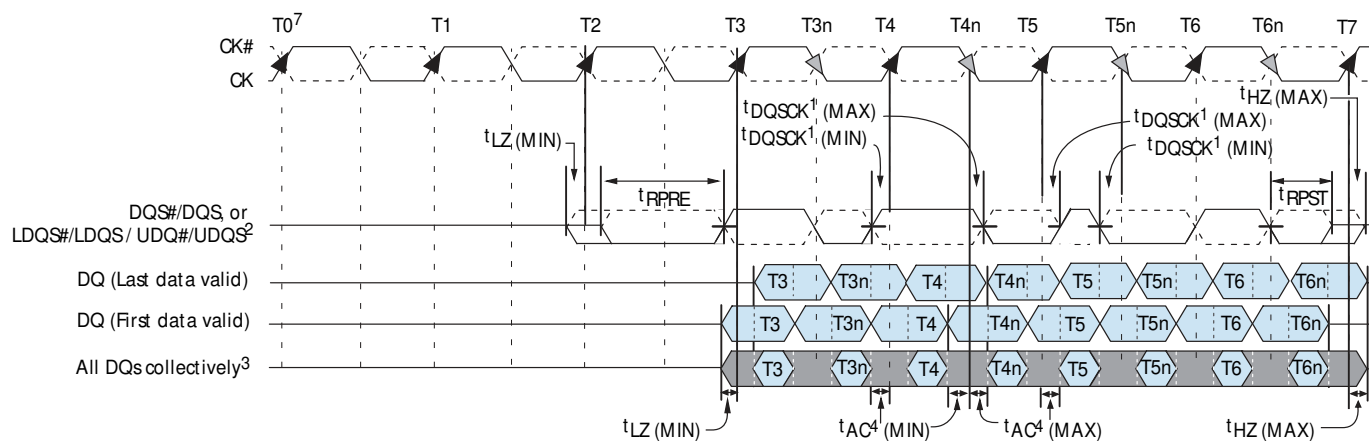 T0⁷ T1 T2 T3 T3n T4 T4n T5 T5n T6 T6n T7
CK#
CK
tHZ (MAX)
tDQSCK¹ (MAX)
tDQSCK¹ (MAX)
tLZ (MIN)
tDQSCK¹ (MIN)
tDQSCK¹ (MIN)
tRPRE
tRPST
DQS#/DQS, or
LDQS#/LDQS / UDQ#/UDQS²
DQ (Last data valid) T3 T3n T4 T4n T5 T5n T6 T6n
DQ (First data valid) T3 T3n T4 T4n T5 T5n T6 T6n
All DQs collectively³ T3 T3n T4 T4n T5 T5n T6 T6n
tLZ (MIN) tAC⁴ (MIN) tAC⁴ (MAX) tHZ (MAX)